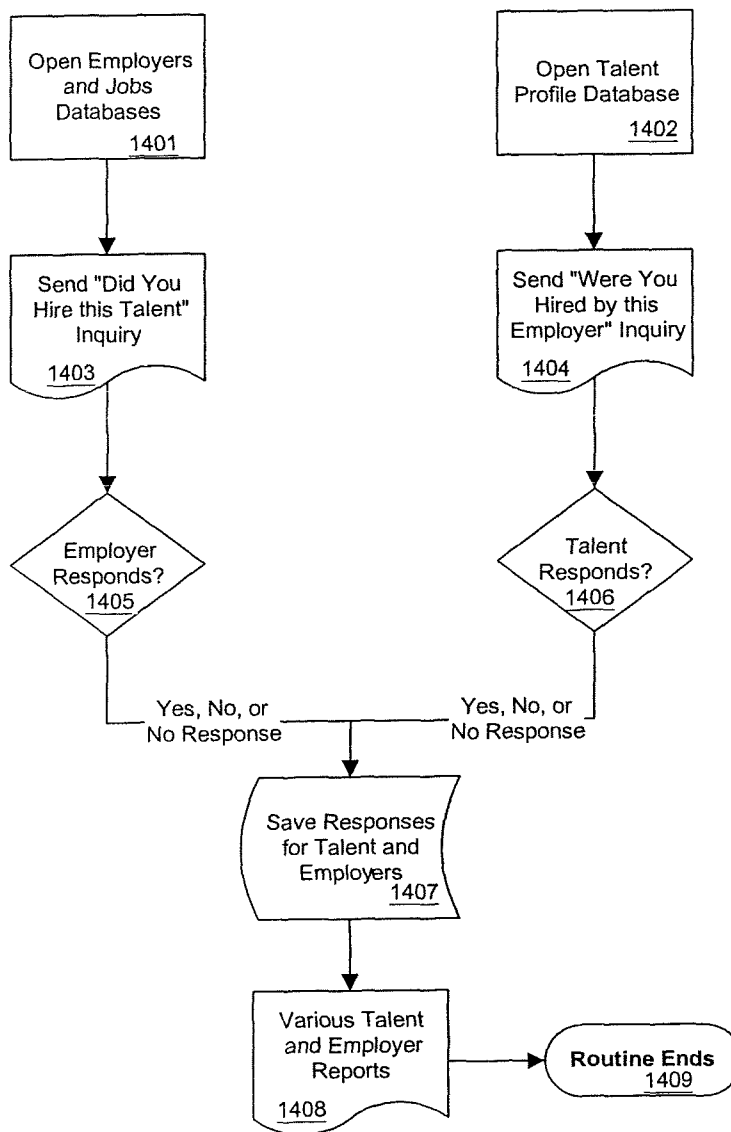 Open Employers
and Jobs
Databases
1401
Open Talent
Profile Database
1402
Send "Did You
Hire this Talent"
Inquiry
1403
Send "Were You
Hired by this
Employer" Inquiry
1404
Employer
Responds?
1405
Talent
Responds?
1406
Yes, No, or
No Response
Yes, No, or
No Response
Save Responses
for Talent and
Employers
1407
Various Talent
and Employer
Reports
1408
Routine Ends
1409